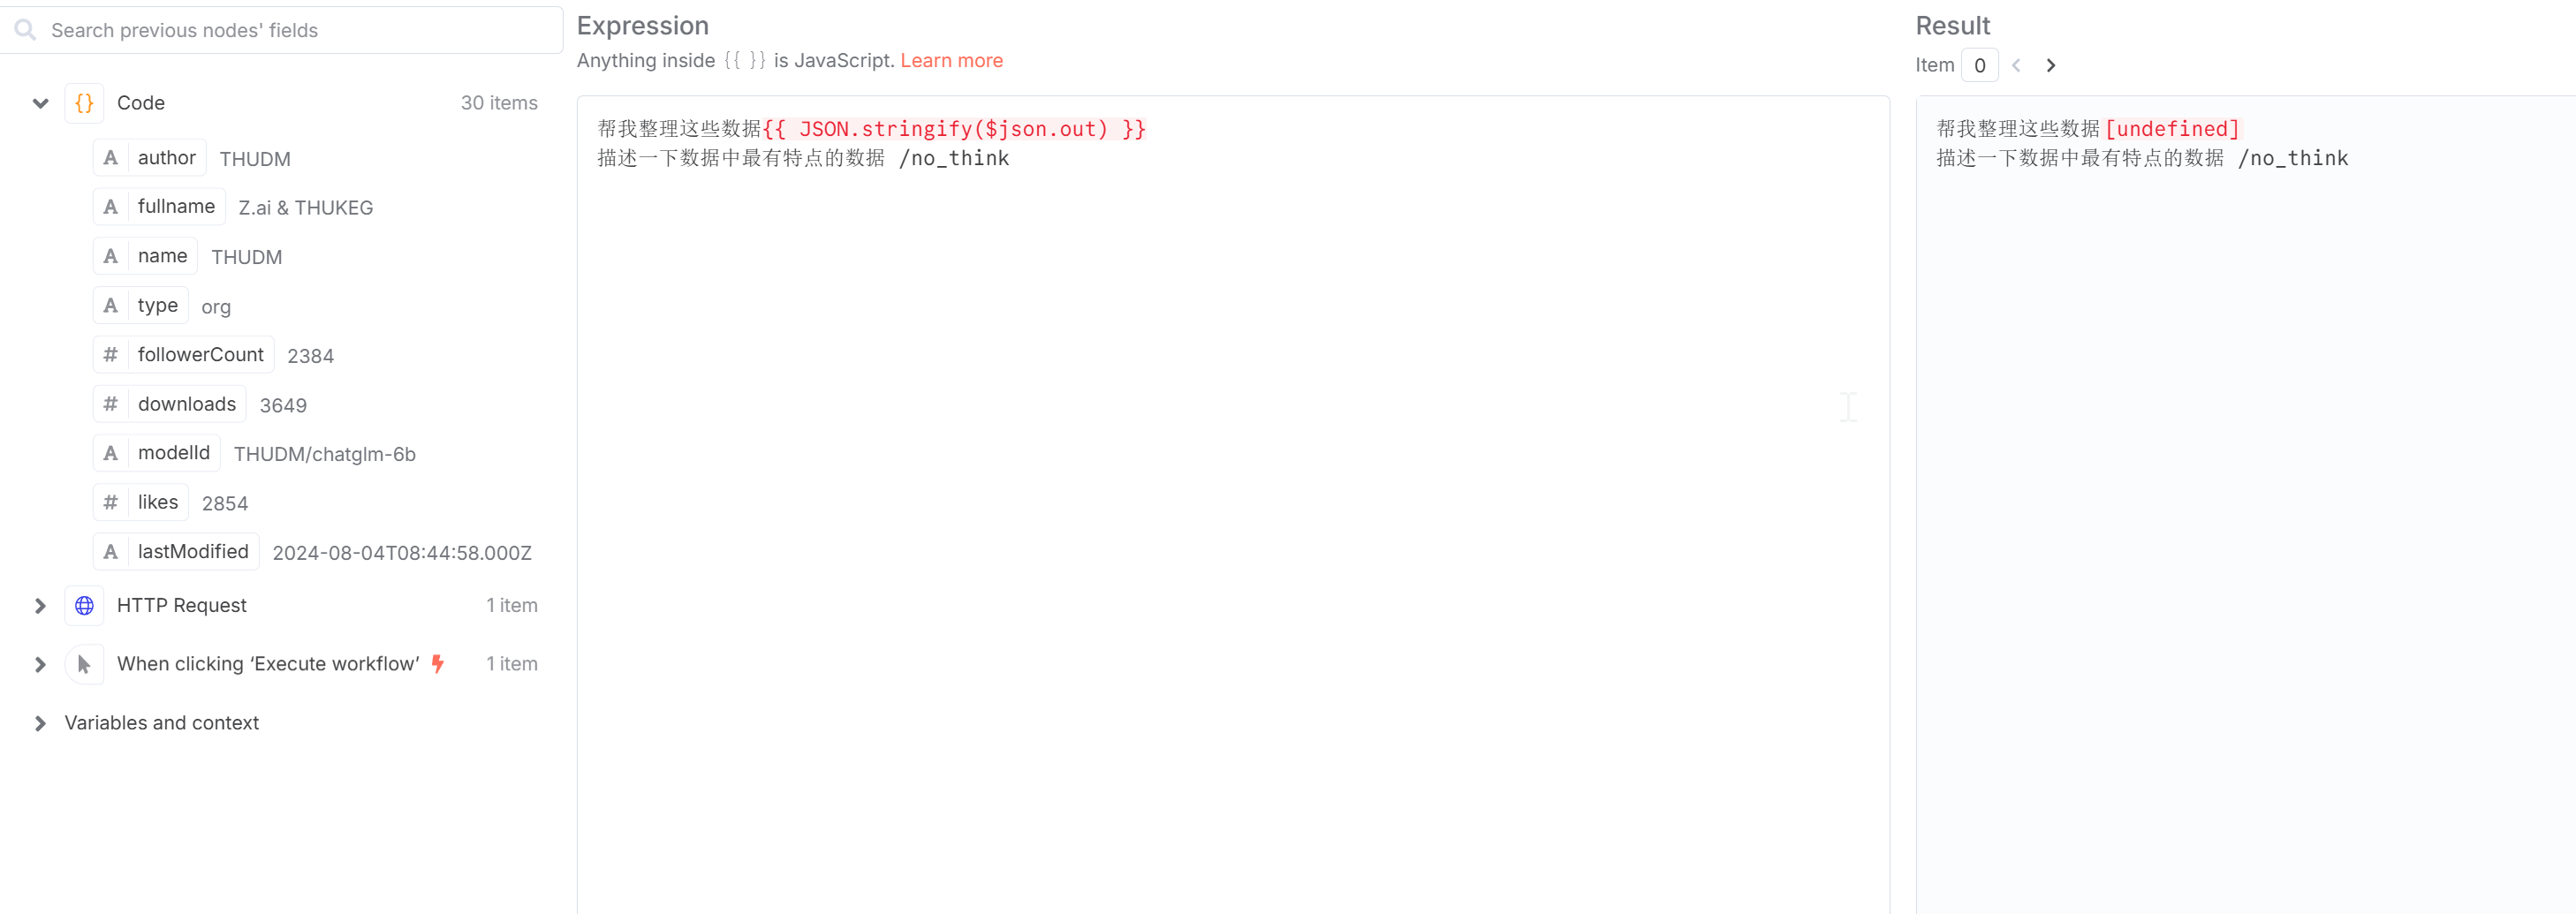 Search previous nodes' fields
Code 30 items
A author THUDM
A fullname Z.ai & THUKEG
A name THUDM
A type org
# followerCount 2384
# downloads 3649
A modelId THUDM/chatglm-6b
# likes 2854
A lastModified 2024-08-04T08:44:58.000Z
HTTP Request 1 item
When clicking ‘Execute workflow’ 1 item
Variables and context
Expression
Anything inside {{ }} is JavaScript. Learn more
帮我整理这些数据{{ JSON.stringify($json.out) }}
描述一下数据中最有特点的数据 /no_think
Result
Item 0
帮我整理这些数据[undefined]
描述一下数据中最有特点的数据 /no_think